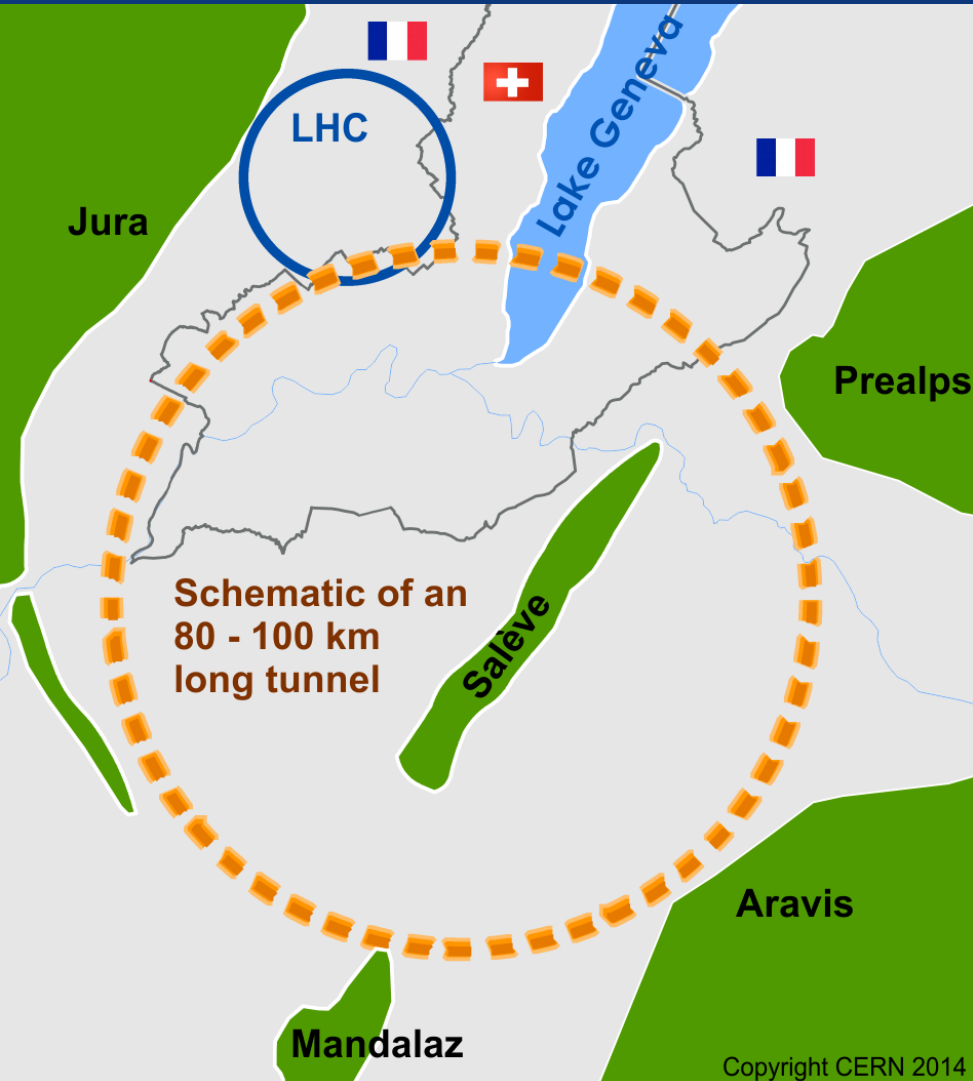 LHC
Lake Geneva
Jura
Prealps
Schematic of an
80 - 100 km
long tunnel
Salève
Aravis
Mandalaz
Copyright CERN 2014